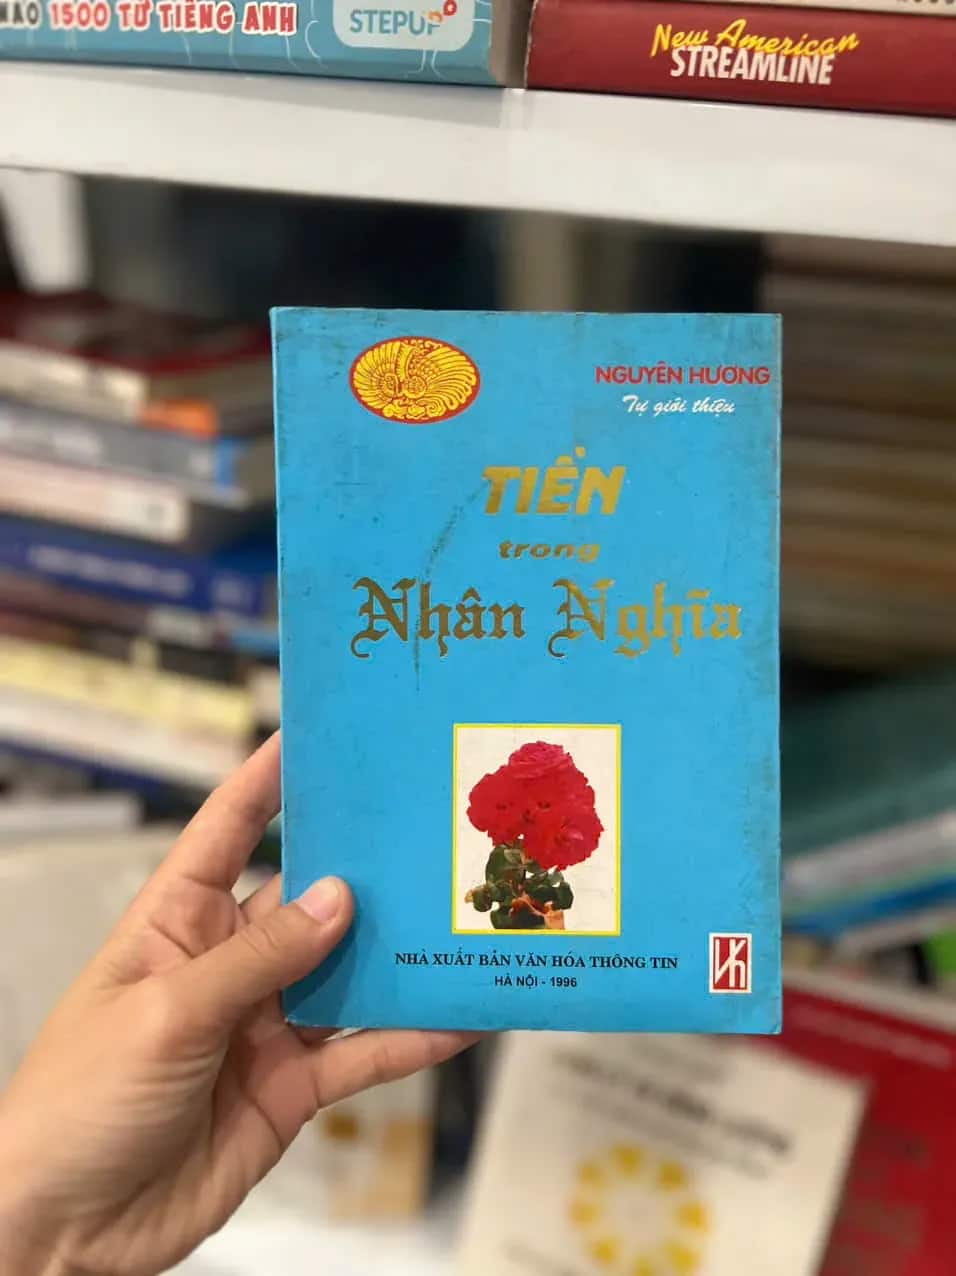 NÃO 1500 TỪ TIẾNG ANH
STEPUP
New American
STREAMLINE
NGUYÊN HƯƠNG
Tự giới thiệu
TIỀN
trong
Nhân Nghĩa
NHÀ XUẤT BẢN VĂN HÓA THÔNG TIN
HÀ NỘI - 1996